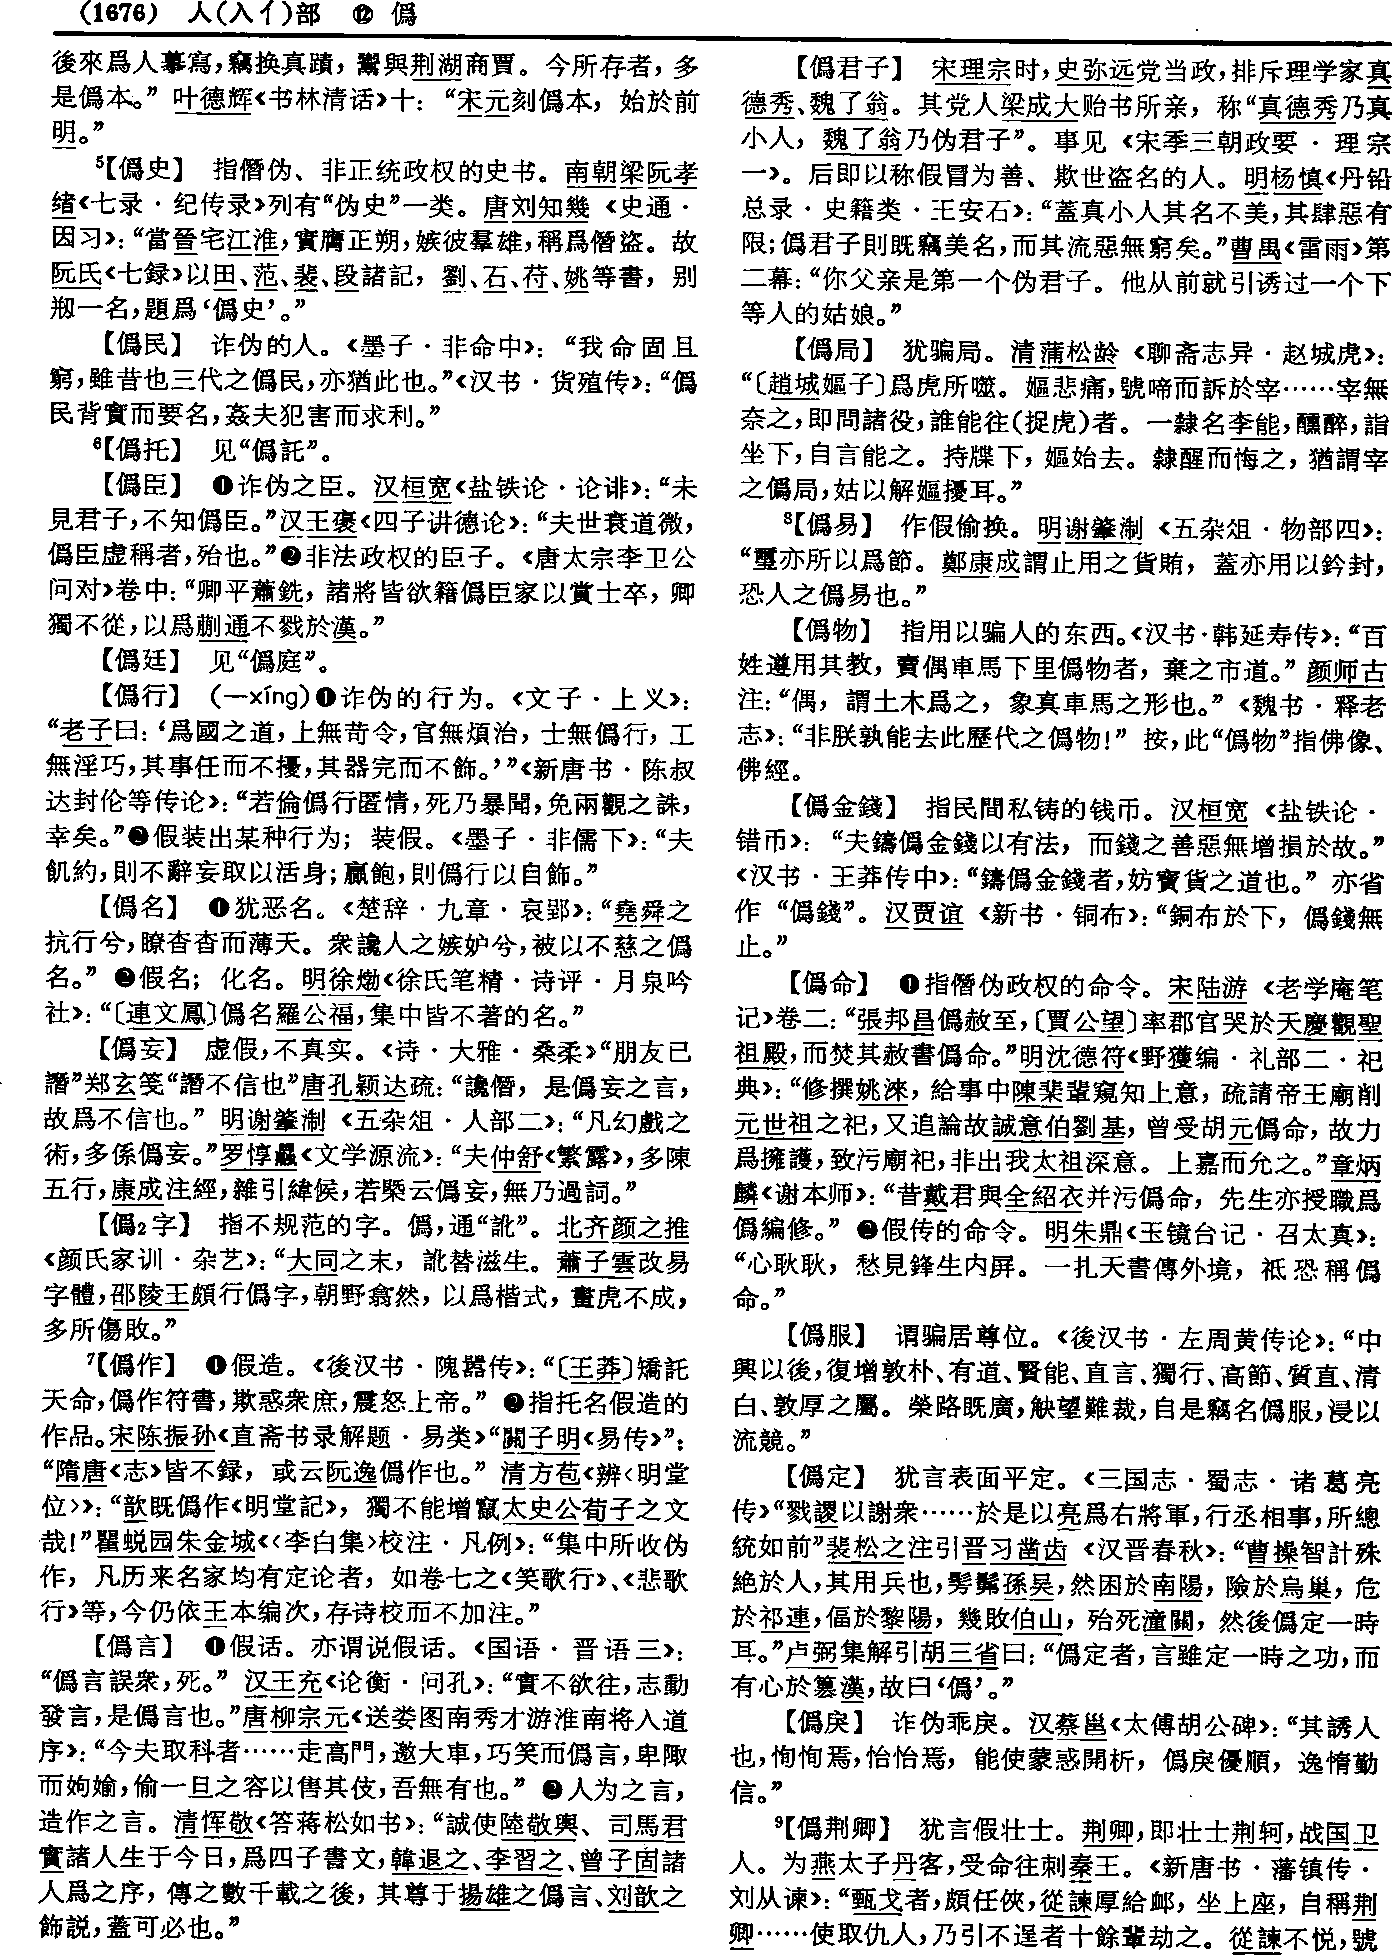 (1676) 人(入亻)部 ⑫ 僞
後來爲人摹寫,竊换真蹟,鬻與荆湖商賈。今所存者,多
是僞本。”叶德辉《书林清话》十:“宋元刻僞本,始於前
明。”
⁵【僞史】 指僭伪、非正统政权的史书。南朝梁阮孝
绪《七录·纪传录》列有“伪史”一类。唐刘知幾《史通·
因习》:“當晉宅江淮,實膺正朔,嫉彼羣雄,稱爲僭盜。故
阮氏《七録》以田、范、裴、段諸記,劉、石、苻、姚等書,别
刱一名,題爲‘僞史’。”
【僞民】 诈伪的人。《墨子·非命中》:“我命固且
窮,雖昔也三代之僞民,亦猶此也。”《汉书·货殖传》:“僞
民背實而要名,姦夫犯害而求利。”
⁶【僞托】 见“僞託”。
【僞臣】 ❶诈伪之臣。汉桓宽《盐铁论·论诽》:“未
見君子,不知僞臣。”汉王褒《四子讲德论》:“夫世衰道微,
僞臣虚稱者,殆也。”❷非法政权的臣子。《唐太宗李卫公
问对》卷中:“卿平蕭銑,諸將皆欲籍僞臣家以賞士卒,卿
獨不從,以爲蒯通不戮於漢。”
【僞廷】 见“僞庭”。
【僞行】 (—xíng)❶诈伪的行为。《文子·上义》:
“老子曰:‘爲國之道,上無苛令,官無煩治,士無僞行,工
無淫巧,其事任而不擾,其器完而不飾。’”《新唐书·陈叔
达封伦等传论》:“若倫僞行匿情,死乃暴聞,免兩觀之誅,
幸矣。”❷假装出某种行为;装假。《墨子·非儒下》:“夫
飢約,則不辭妄取以活身;贏飽,則僞行以自飾。”
【僞名】 ❶犹恶名。《楚辞·九章·哀郢》:“堯舜之
抗行兮,瞭杳杳而薄天。衆讒人之嫉妒兮,被以不慈之僞
名。”❷假名;化名。明徐𤊹《徐氏笔精·诗评·月泉吟
社》:“〔連文鳳〕僞名羅公福,集中皆不著的名。”
【僞妄】 虚假,不真实。《诗·大雅·桑柔》“朋友已
譖”郑玄笺“譖不信也”唐孔颖达疏:“讒僭,是僞妄之言,
故爲不信也。”明谢肇淛《五杂俎·人部二》:“凡幻戲之
術,多係僞妄。”罗惇曧《文学源流》:“夫仲舒《繁露》,多陳
五行,康成注經,雜引緯候,若槩云僞妄,無乃過詞。”
【僞₂字】 指不规范的字。僞,通“訛”。北齐颜之推
《颜氏家训·杂艺》:“大同之末,訛替滋生。蕭子雲改易
字體,邵陵王頗行僞字,朝野翕然,以爲楷式,畫虎不成,
多所傷敗。”
⁷【僞作】 ❶假造。《後汉书·隗嚣传》:“〔王莽〕矯託
天命,僞作符書,欺惑衆庶,震怒上帝。”❷指托名假造的
作品。宋陈振孙《直斋书录解题·易类》“關子明《易传》”:
“隋唐《志》皆不録,或云阮逸僞作也。”清方苞《辨〈明堂
位〉》:“歆既僞作《明堂記》,獨不能增竄太史公荀子之文
哉!”瞿蜕园朱金城《〈李白集〉校注·凡例》:“集中所收伪
作,凡历来名家均有定论者,如卷七之《笑歌行》、《悲歌
行》等,今仍依王本编次,存诗校而不加注。”
【僞言】 ❶假话。亦谓说假话。《国语·晋语三》:
“僞言誤衆,死。”汉王充《论衡·问孔》:“實不欲往,志動
發言,是僞言也。”唐柳宗元《送娄图南秀才游淮南将入道
序》:“今夫取科者……走高門,邀大車,巧笑而僞言,卑陬
而姁媮,偷一旦之容以售其伎,吾無有也。”❷人为之言,
造作之言。清恽敬《答蒋松如书》:“誠使陸敬輿、司馬君
實諸人生于今日,爲四子書文,韓退之、李習之、曾子固諸
人爲之序,傳之數千載之後,其尊于揚雄之僞言、刘歆之
飾説,蓋可必也。”
【僞君子】 宋理宗时,史弥远党当政,排斥理学家真
德秀、魏了翁。其党人梁成大贻书所亲,称“真德秀乃真
小人,魏了翁乃伪君子”。事见《宋季三朝政要·理宗
一》。后即以称假冒为善、欺世盗名的人。明杨慎《丹铅
总录·史籍类·王安石》:“蓋真小人其名不美,其肆惡有
限;僞君子則既竊美名,而其流惡無窮矣。”曹禺《雷雨》第
二幕:“你父亲是第一个伪君子。他从前就引诱过一个下
等人的姑娘。”
【僞局】 犹骗局。清蒲松龄《聊斋志异·赵城虎》:
“〔趙城嫗子〕爲虎所噬。嫗悲痛,號啼而訴於宰……宰無
奈之,即問諸役,誰能往(捉虎)者。一隸名李能,醺醉,詣
坐下,自言能之。持牒下,嫗始去。隸醒而悔之,猶謂宰
之僞局,姑以解嫗擾耳。”
⁸【僞易】 作假偷换。明谢肇淛《五杂俎·物部四》:
“璽亦所以爲節。鄭康成謂止用之貨賄,蓋亦用以鈐封,
恐人之僞易也。”
【僞物】 指用以骗人的东西。《汉书·韩延寿传》:“百
姓遵用其教,賣偶車馬下里僞物者,棄之市道。”颜师古
注:“偶,謂土木爲之,象真車馬之形也。”《魏书·释老
志》:“非朕孰能去此歷代之僞物!”按,此“僞物”指佛像、
佛經。
【僞金錢】 指民間私铸的钱币。汉桓宽《盐铁论·
错币》:“夫鑄僞金錢以有法,而錢之善惡無增損於故。”
《汉书·王莽传中》:“鑄僞金錢者,妨寳貨之道也。”亦省
作“僞錢”。汉贾谊《新书·铜布》:“銅布於下,僞錢無
止。”
【僞命】 ❶指僭伪政权的命令。宋陆游《老学庵笔
记》卷二:“張邦昌僞赦至,〔賈公望〕率郡官哭於天慶觀聖
祖殿,而焚其赦書僞命。”明沈德符《野獲编·礼部二·祀
典》:“修撰姚淶,給事中陳棐輩窺知上意,疏請帝王廟削
元世祖之祀,又追論故誠意伯劉基,曾受胡元僞命,故力
爲擁護,致污廟祀,非出我太祖深意。上嘉而允之。”章炳
麟《谢本师》:“昔戴君與全紹衣并污僞命,先生亦授職爲
僞編修。”❷假传的命令。明朱鼎《玉镜台记·召太真》:
“心耿耿,愁見鋒生内屏。一扎天書傳外境,祗恐稱僞
命。”
【僞服】 谓骗居尊位。《後汉书·左周黄传论》:“中
興以後,復增敦朴、有道、賢能、直言、獨行、高節、質直、清
白、敦厚之屬。榮路既廣,觖望難裁,自是竊名僞服,浸以
流競。”
【僞定】 犹言表面平定。《三国志·蜀志·诸葛亮
传》“戮謖以謝衆……於是以亮爲右將軍,行丞相事,所總
統如前”裴松之注引晋习凿齿《汉晋春秋》:“曹操智計殊
絶於人,其用兵也,髣髴孫吴,然困於南陽,險於烏巢,危
於祁連,偪於黎陽,幾敗伯山,殆死潼關,然後僞定一時
耳。”卢弼集解引胡三省曰:“僞定者,言雖定一時之功,而
有心於篡漢,故曰‘僞’。”
【僞戾】 诈伪乖戾。汉蔡邕《太傅胡公碑》:“其誘人
也,恂恂焉,怡怡焉,能使蒙惑開析,僞戾優順,逸惰勤
信。”
⁹【僞荆卿】 犹言假壮士。荆卿,即壮士荆轲,战国卫
人。为燕太子丹客,受命往刺秦王。《新唐书·藩镇传·
刘从谏》:“甄戈者,頗任俠,從諫厚給卹,坐上座,自稱荆
卿……使取仇人,乃引不逞者十餘輩劫之。從諫不悦,號